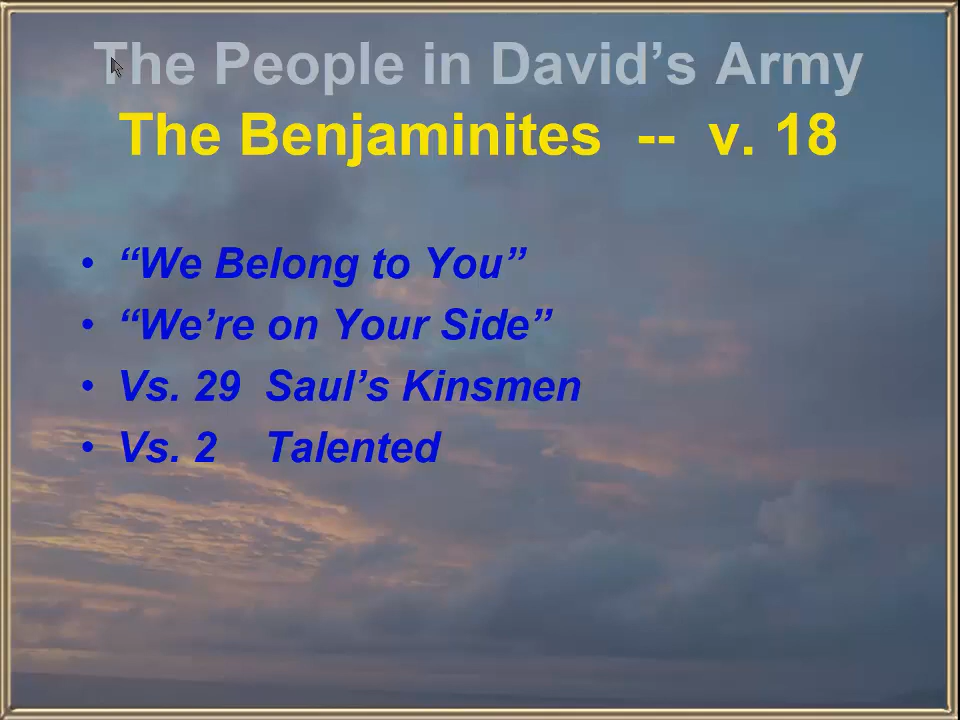 The People in David’s Army
The Benjaminites -- v. 18
• “We Belong to You”
• “We’re on Your Side”
• Vs. 29 Saul’s Kinsmen
• Vs. 2 Talented